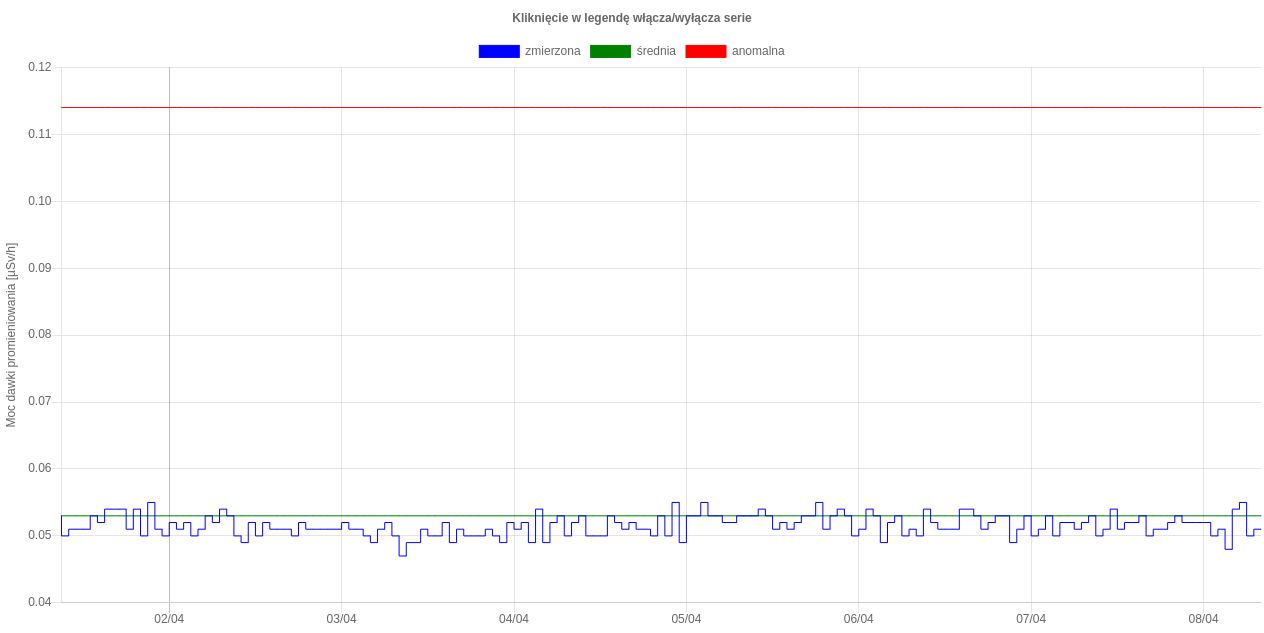 Kliknięcie w legendę włącza/wyłącza serie
zmierzona średnia anomalna
Moc dawki promieniowania [µSv/h]
0.12
0.11
0.10
0.09
0.08
0.07
0.06
0.05
0.04
02/04 03/04 04/04 05/04 06/04 07/04 08/04